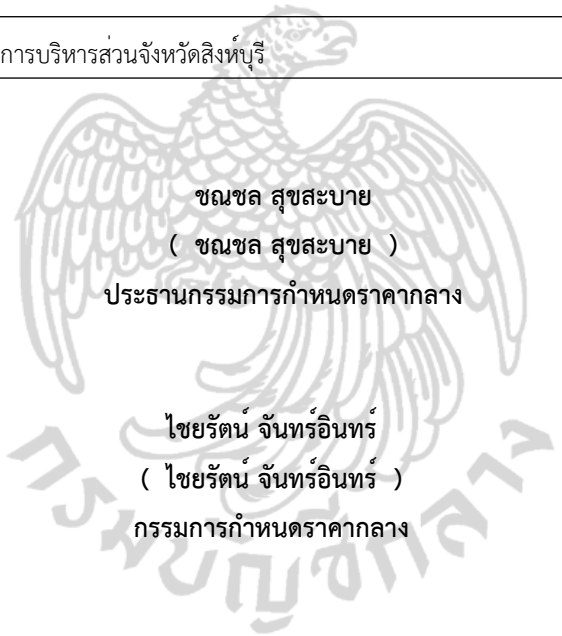 การบริหารส่วนจังหวัดสิงห์บุรี
ชณชล สุขสะบาย
( ชณชล สุขสะบาย )
ประธานกรรมการกำหนดราคากลาง
ไชยรัตน์ จันทร์อินทร์
( ไชยรัตน์ จันทร์อินทร์ )
กรรมการกำหนดราคากลาง
กรมบัญชีกลาง